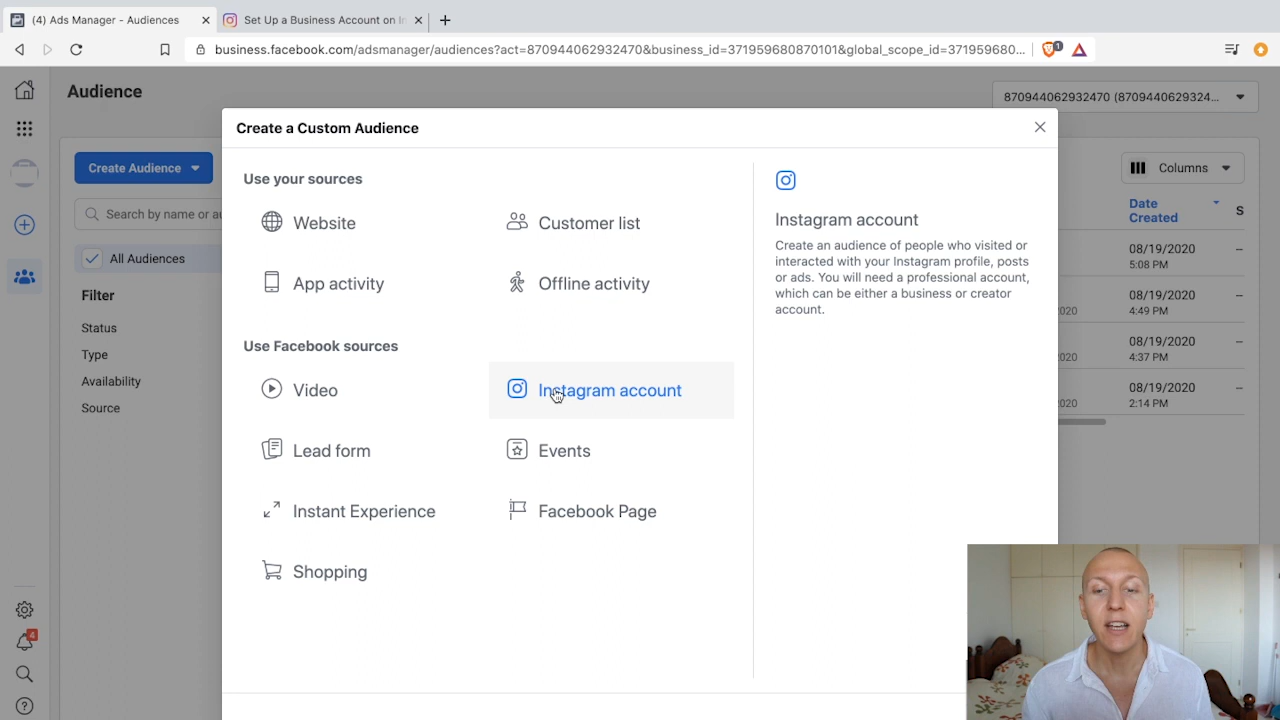 (4) Ads Manager - Audiences
Set Up a Business Account on
business.facebook.com/adsmanager/audiences?act=870944062932470&business_id=371959680870101&global_scope_id=371959680...
1
Audience
870944062932470 (8709440629324...
Create a Custom Audience
Create Audience
Columns
Search by name or
All Audiences
Filter
Status
Type
Availability
Source
4
Use your sources
Website
Customer list
App activity
Offline activity
Use Facebook sources
Video
Instagram account
Lead form
Events
Instant Experience
Facebook Page
Shopping
Instagram account
Create an audience of people who visited or
interacted with your Instagram profile, posts
or ads. You will need a professional account,
which can be either a business or creator
account.
Date
Created
S
08/19/2020
5:08 PM
--
08/19/2020
020
4:49 PM
--
08/19/2020
020
4:37 PM
--
08/19/2020
020
2:14 PM
--